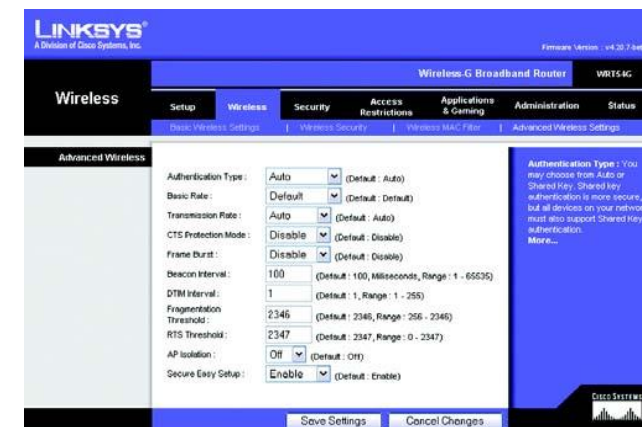 LINKSYS®
A Division of Cisco Systems, Inc.
Firmware Version : v4.20.7
Wireless-G Broadband Router WRT54G
Wireless
Setup Wireless Security Access Restrictions Applications & Gaming Administration Status
Basic Wireless Settings | Wireless Security | Wireless MAC Filter | Advanced Wireless Settings
Advanced Wireless
Authentication Type : Auto (Default : Auto)
Basic Rate : Default (Default : Default)
Transmission Rate : Auto (Default : Auto)
CTS Protection Mode : Disable (Default : Disable)
Frame Burst : Disable (Default : Disable)
Beacon Interval : 100 (Default : 100, Milliseconds, Range : 1 - 65535)
DTIM Interval : 1 (Default : 1, Range : 1 - 255)
Fragmentation Threshold : 2346 (Default : 2346, Range : 256 - 2346)
RTS Threshold : 2347 (Default : 2347, Range : 0 - 2347)
AP Isolation : Off (Default : Off)
Secure Easy Setup : Enable (Default : Enable)
Authentication Type : You
may choose from Auto or
Shared Key. Shared key
authentication is more secure,
but all devices on your network
must also support Shared Key
authentication.
More...
Save Settings Cancel Changes
CISCO SYSTEMS